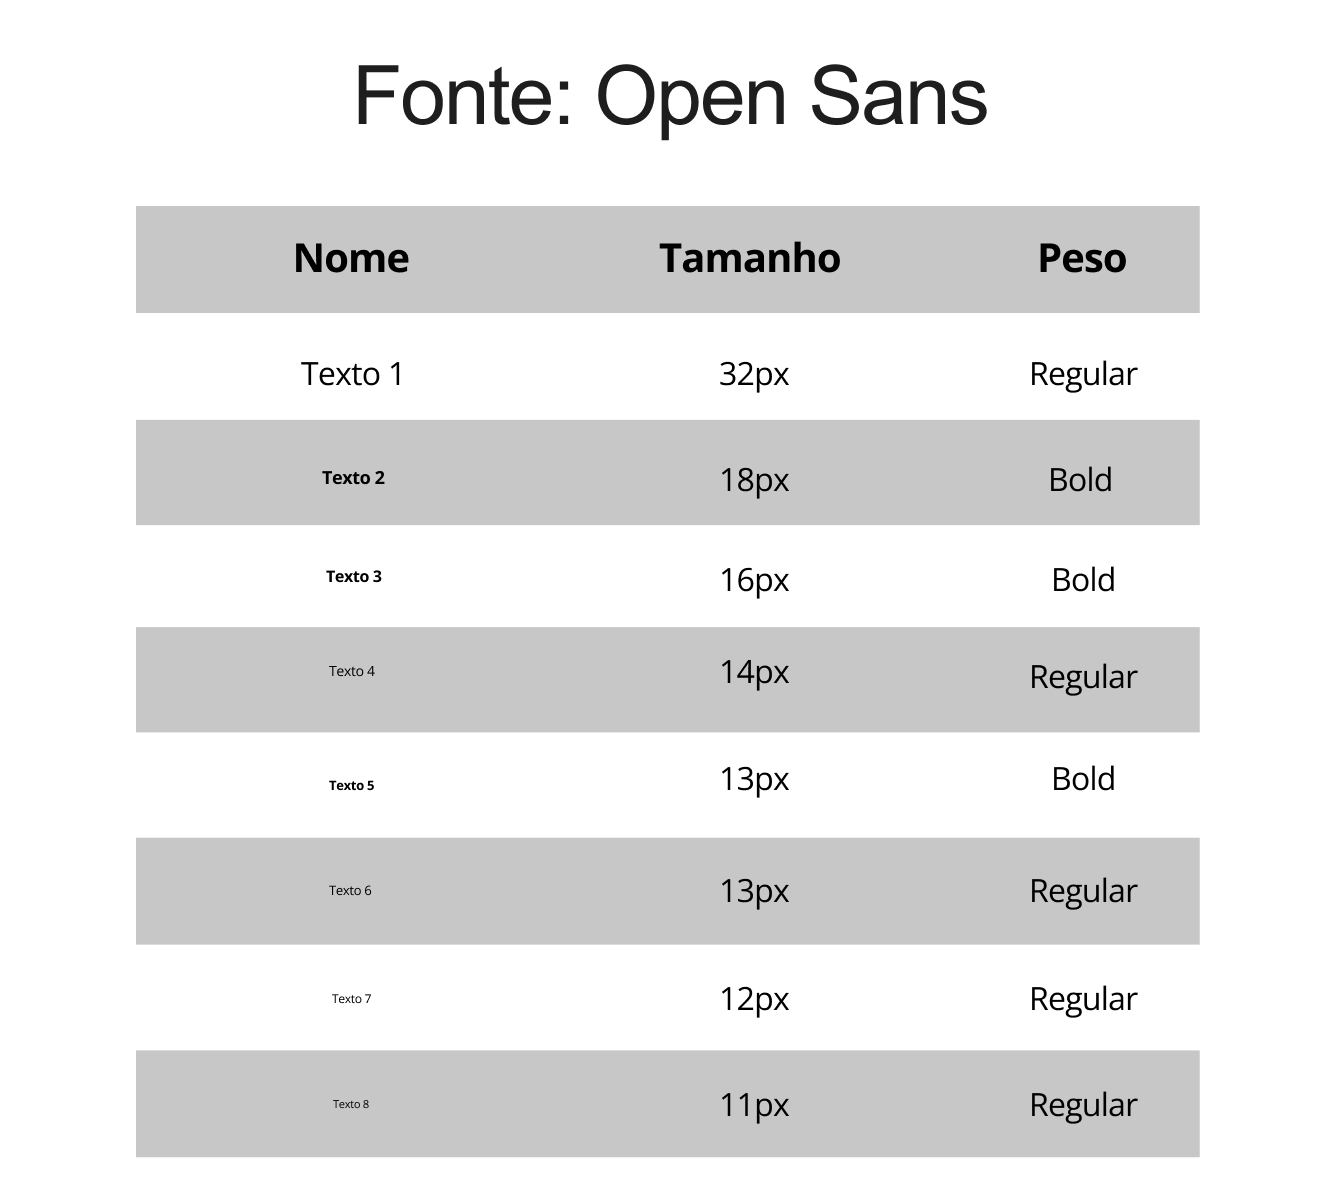 Fonte: Open Sans
Nome Tamanho Peso
Texto 1 32px Regular
Texto 2 18px Bold
Texto 3 16px Bold
Texto 4 14px Regular
Texto 5 13px Bold
Texto 6 13px Regular
Texto 7 12px Regular
Texto 8 11px Regular